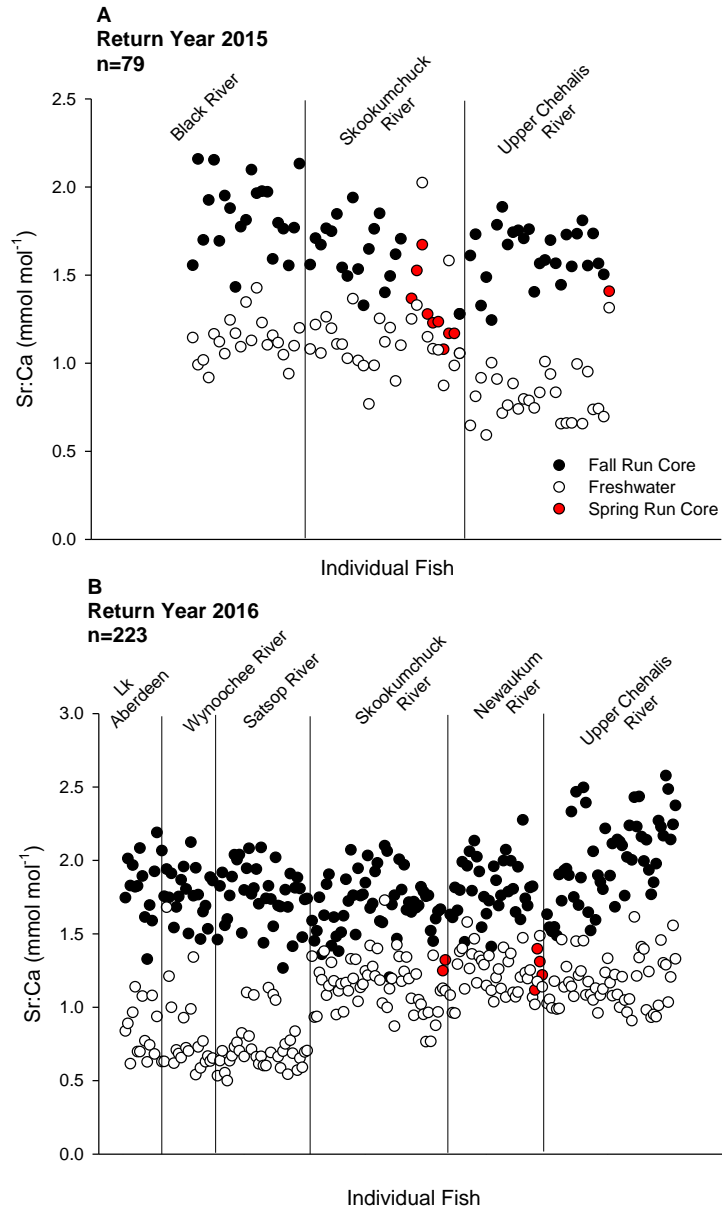 A
Return Year 2015
n=79
Black River
Skookumchuck
River
Upper Chehalis
River
2.5
2.0
1.5
1.0
0.5
0.0
Sr:Ca (mmol mol⁻¹)
Fall Run Core
Freshwater
Spring Run Core
Individual Fish
B
Return Year 2016
n=223
Lk
Aberdeen
Wynoochee River
Satsop River
Skookumchuck
River
Newaukum
River
Upper Chehalis
River
3.0
2.5
2.0
1.5
1.0
0.5
0.0
Sr:Ca (mmol mol⁻¹)
Individual Fish